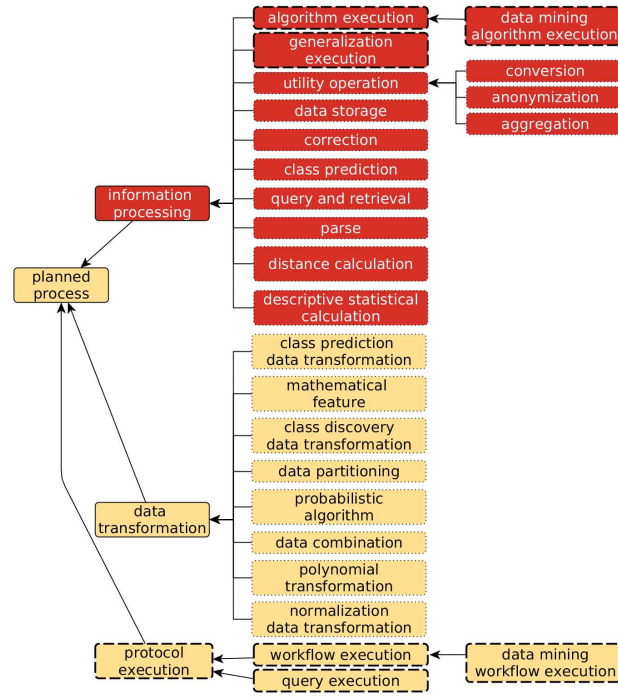 algorithm execution
data mining
algorithm execution
generalization
execution
utility operation
conversion
anonymization
aggregation
data storage
correction
class prediction
information
processing
query and retrieval
parse
distance calculation
planned
process
descriptive statistical
calculation
class prediction
data transformation
mathematical
feature
class discovery
data transformation
data partitioning
probabilistic
algorithm
data
transformation
data combination
polynomial
transformation
normalization
data transformation
protocol
execution
workflow execution
data mining
workflow execution
query execution